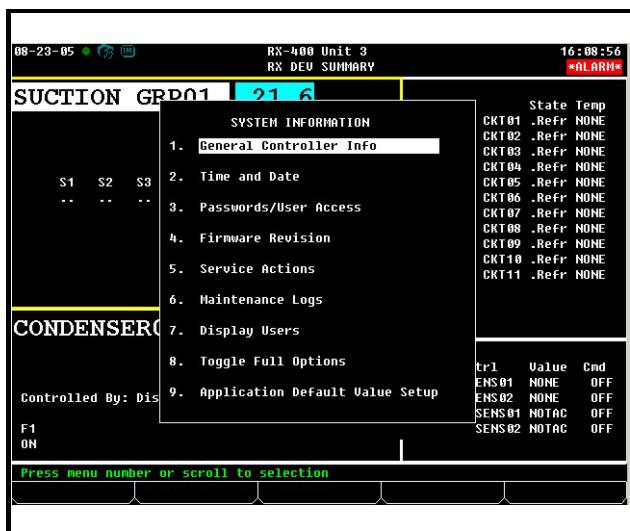 08-23-05 RX-400 Unit 3 16:08:56
RX DEV SUMMARY *ALARM*
SUCTION GRP01 21.6
SYSTEM INFORMATION
1. General Controller Info
2. Time and Date
3. Passwords/User Access
4. Firmware Revision
5. Service Actions
6. Maintenance Logs
7. Display Users
8. Toggle Full Options
9. Application Default Value Setup
S1 S2 S3
-- -- --
State Temp
CKT01 .Refr NONE
CKT02 .Refr NONE
CKT03 .Refr NONE
CKT04 .Refr NONE
CKT05 .Refr NONE
CKT06 .Refr NONE
CKT07 .Refr NONE
CKT08 .Refr NONE
CKT09 .Refr NONE
CKT10 .Refr NONE
CKT11 .Refr NONE
CONDENSER
Controlled By: Dis
F1
ON
trl Value Cmd
ENS01 NONE OFF
ENS02 NONE OFF
SENS01 NOTAC OFF
SENS02 NOTAC OFF
Press menu number or scroll to selection